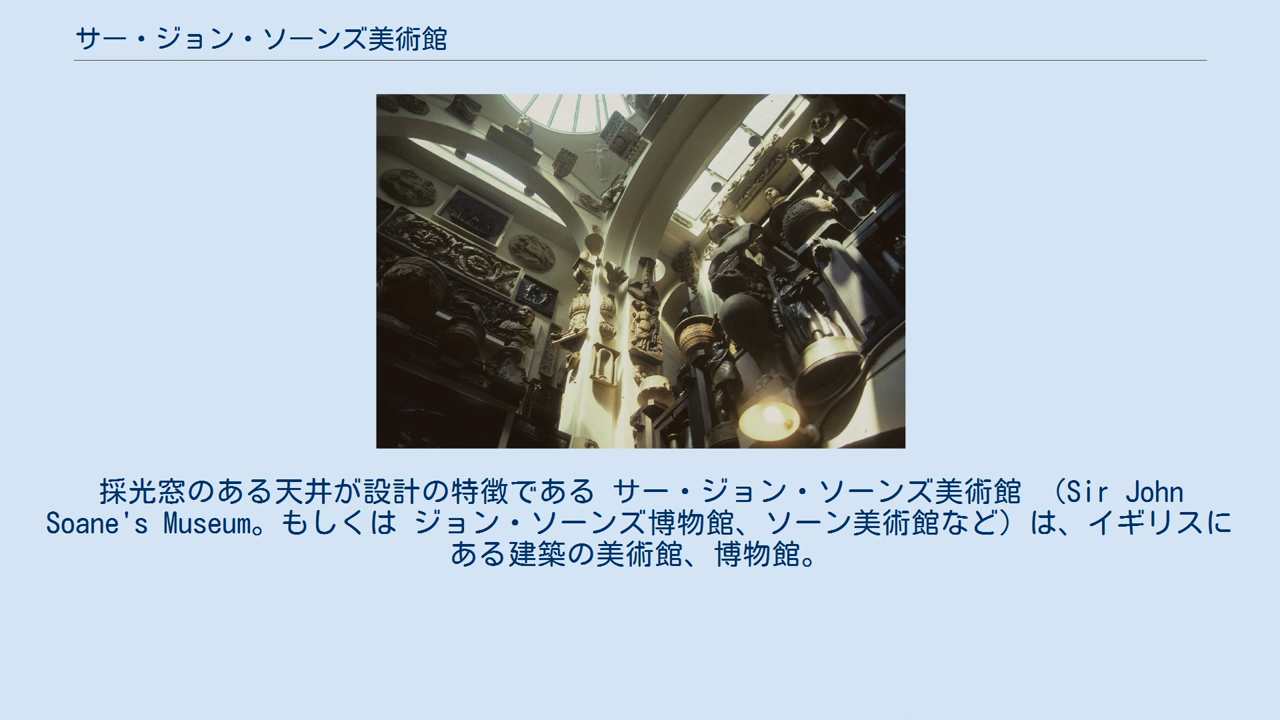 サー・ジョン・ソーンズ美術館
採光窓のある天井が設計の特徴である サー・ジョン・ソーンズ美術館 （Sir John
Soane's Museum。もしくは ジョン・ソーンズ博物館、ソーン美術館など）は、イギリスに
ある建築の美術館、博物館。